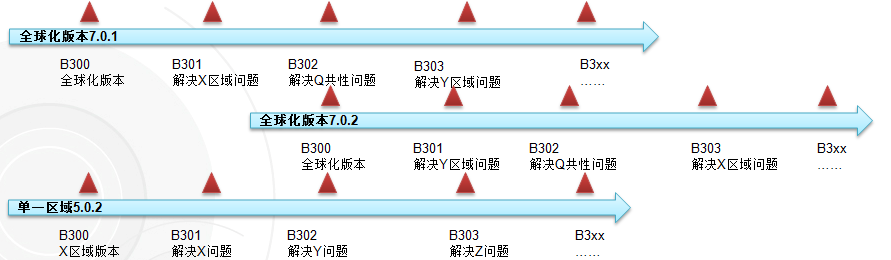 全球化版本7.0.1
B300 B301 B302 B303 B3xx
全球化版本 解决X区域问题 解决Q共性问题 解决Y区域问题 ……
全球化版本7.0.2
B300 B301 B302 B303 B3xx
全球化版本 解决Y区域问题 解决Q共性问题 解决X区域问题 ……
单一区域5.0.2
B300 B301 B302 B303 B3xx
X区域版本 解决X问题 解决Y问题 解决Z问题 ……